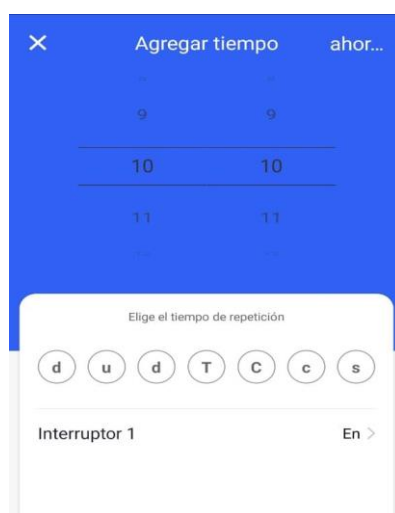 Agregar tiempo ahor...
9 9
10 10
11 11
Elige el tiempo de repetición
d u d T C c s
Interruptor 1 En >